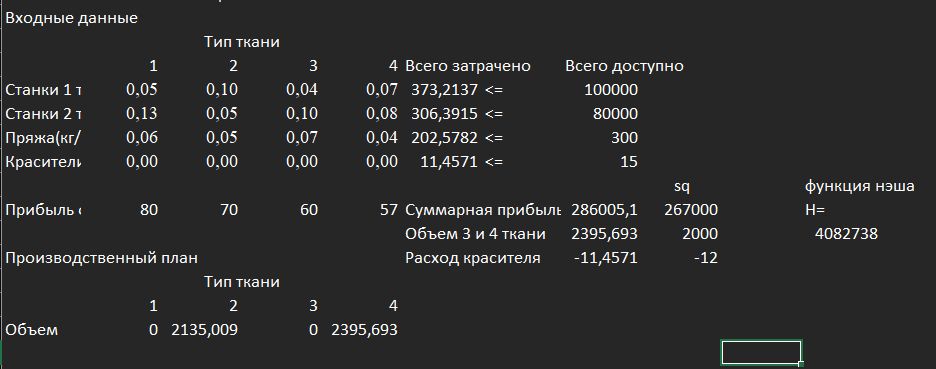 Входные данные
Тип ткани
1 2 3 4 Всего затрачено Всего доступно
Станки 1 т 0,05 0,10 0,04 0,07 373,2137 <= 100000
Станки 2 т 0,13 0,05 0,10 0,08 306,3915 <= 80000
Пряжа(кг/ 0,06 0,05 0,07 0,04 202,5782 <= 300
Красители 0,00 0,00 0,00 0,00 11,4571 <= 15
sq функция нэша
Прибыль с 80 70 60 57 Суммарная прибыль 286005,1 267000 H=
Объем 3 и 4 ткани 2395,693 2000 4082738
Производственный план Расход красителя -11,4571 -12
Тип ткани
1 2 3 4
Объем 0 2135,009 0 2395,693